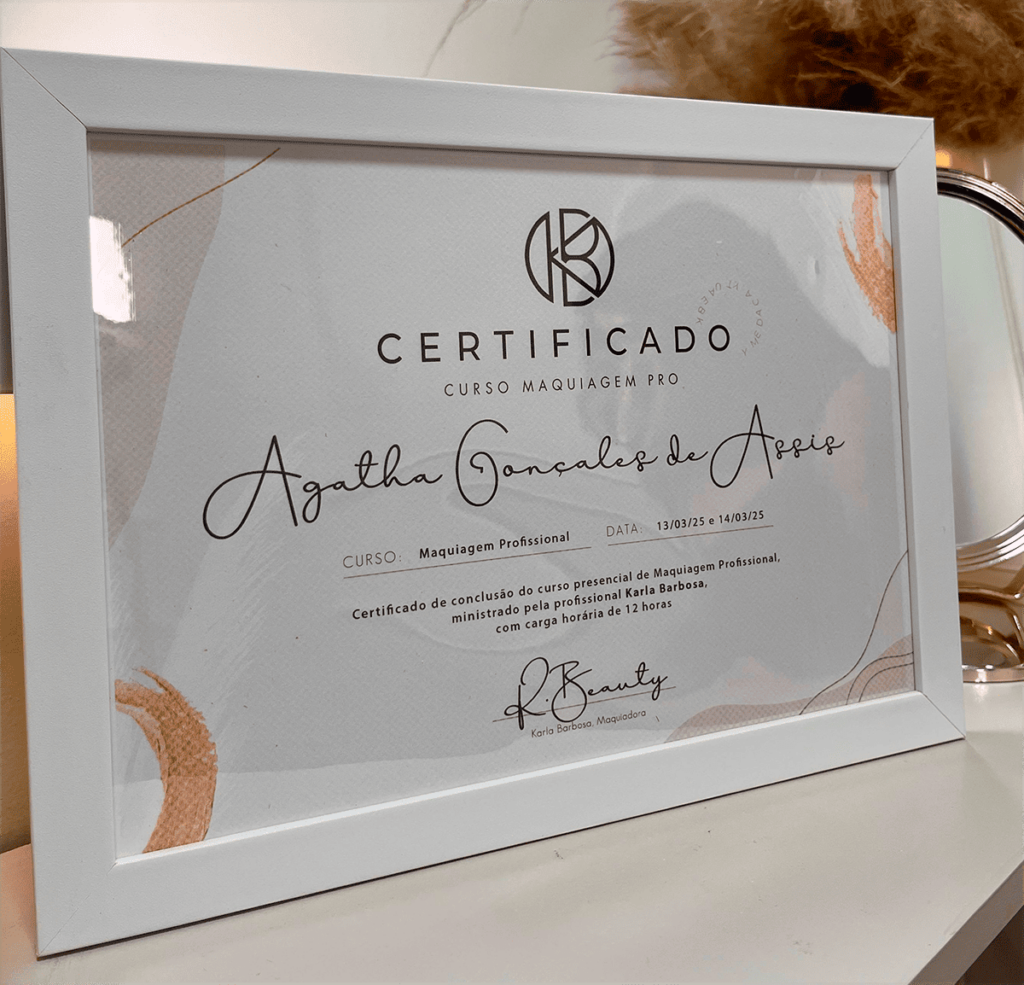 KB
CERTIFICADO
CURSO MAQUIAGEM PRO
Agatha Gonçales de Assis
CURSO: Maquiagem Profissional DATA: 13/03/25 e 14/03/25
Certificado de conclusão do curso presencial de Maquiagem Profissional,
ministrado pela profissional Karla Barbosa,
com carga horária de 12 horas
R.Beauty
Karla Barbosa, Maquiadora